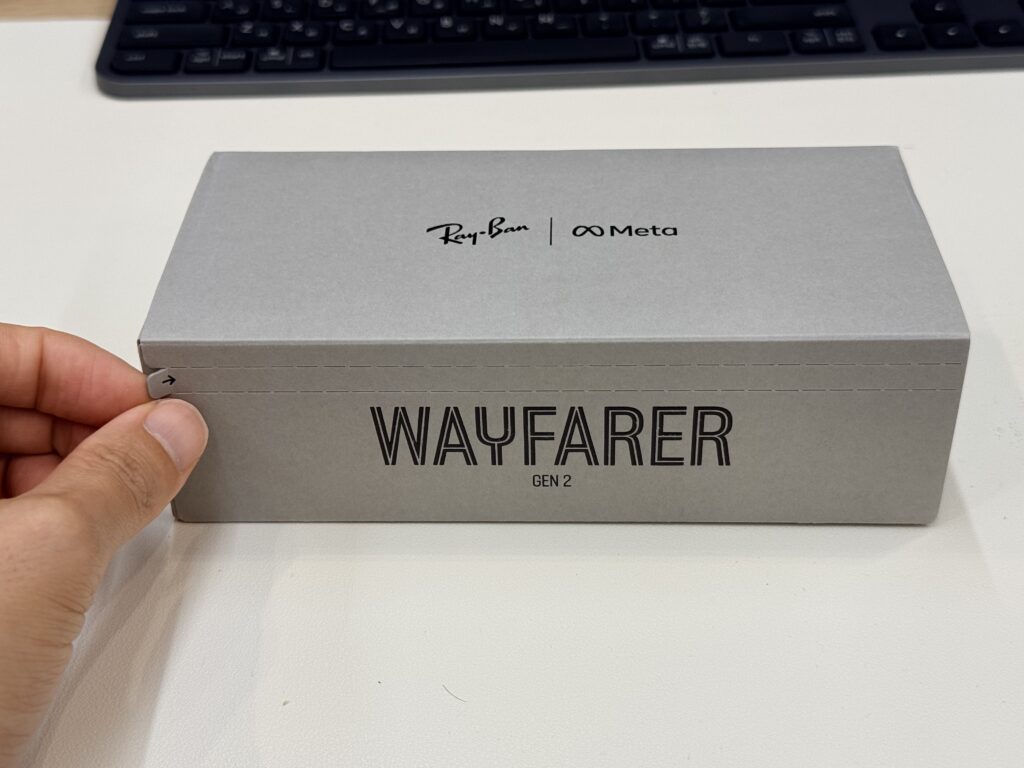 Ray-Ban | ∞ Meta
WAYFARER
GEN 2